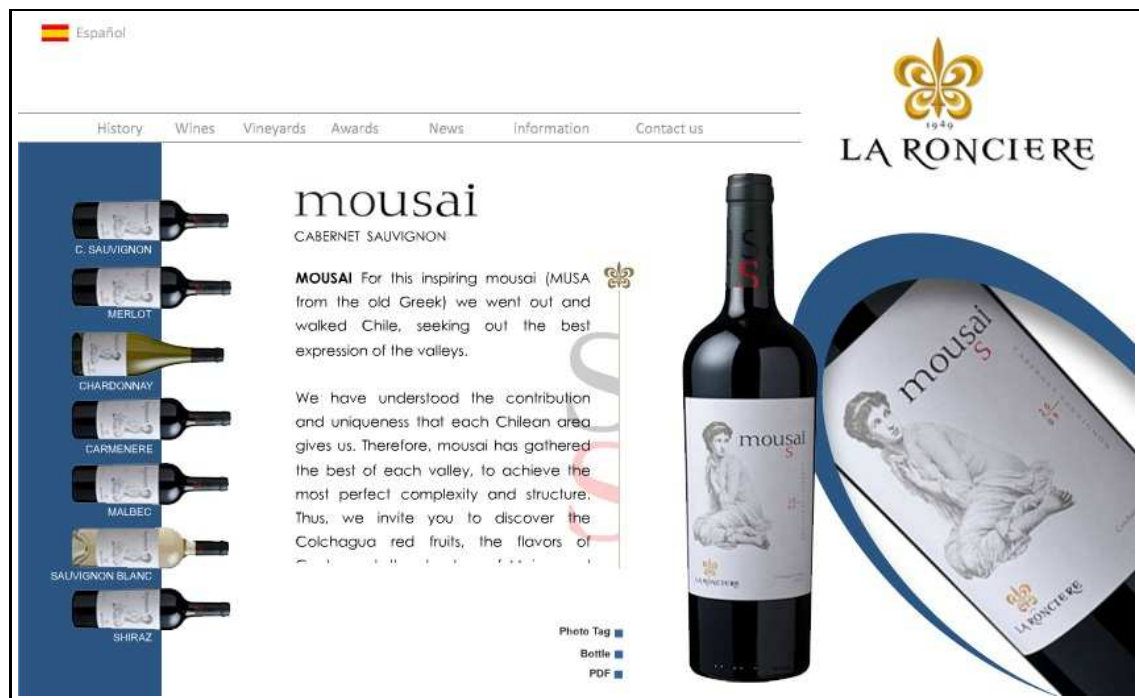 Español
History Wines Vineyards Awards News Information Contact us
1949
LA RONCIERE
C. SAUVIGNON
MERLOT
CHARDONNAY
CARMENERE
MALBEC
SAUVIGNON BLANC
SHIRAZ
mousai
CABERNET SAUVIGNON
MOUSAI For this inspiring mousai (MUSA
from the old Greek) we went out and
walked Chile, seeking out the best
expression of the valleys.
We have understood the contribution
and uniqueness that each Chilean area
gives us. Therefore, mousai has gathered
the best of each valley, to achieve the
most perfect complexity and structure.
Thus, we invite you to discover the
Colchagua red fruits, the flavors of
Photo Tag
Bottle
PDF
S
S
mousai
S
LA RONCIERE
mousai
S
CABERNET SAUVIGNON
LA RONCIERE